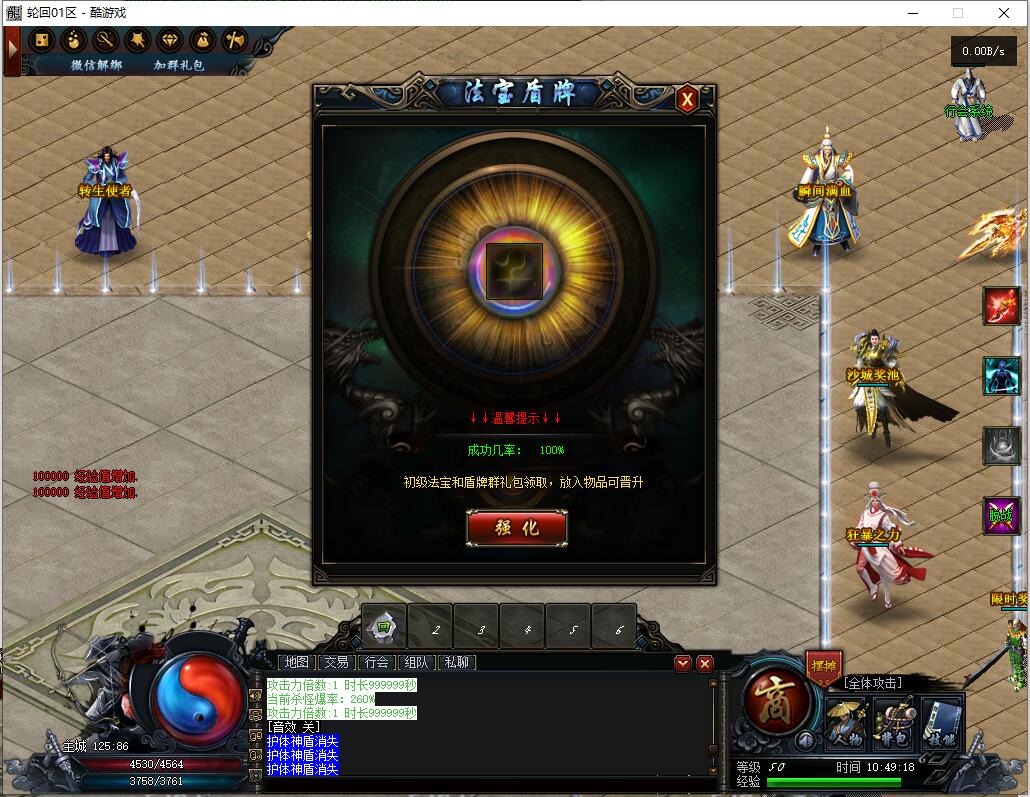 轮回01区 - 酷游戏
微信解绑
加群礼包
0.00B/s
法宝盾牌
X
行会系统
转生使者
瞬间满血
沙城奖池
狂暴之力
脱战
限时奖
100000 经验值增加.
100000 经验值增加.
↓↓温馨提示↓↓
成功几率： 100%
初级法宝和盾牌群礼包领取，放入物品可晋升
强化
回
2
3
4
5
6
地图
交易
行会
组队
私聊
攻击力倍数:1 时长999999秒
当前杀怪爆率: 260%
攻击力倍数:1 时长999999秒
[音效 关]
护体神盾消失
护体神盾消失
护体神盾消失
主城 125:86
4530/4564
3758/3761
摆摊
[全体攻击]
商
人物
背包
技能
等级 50
时间 10:49:18
经验